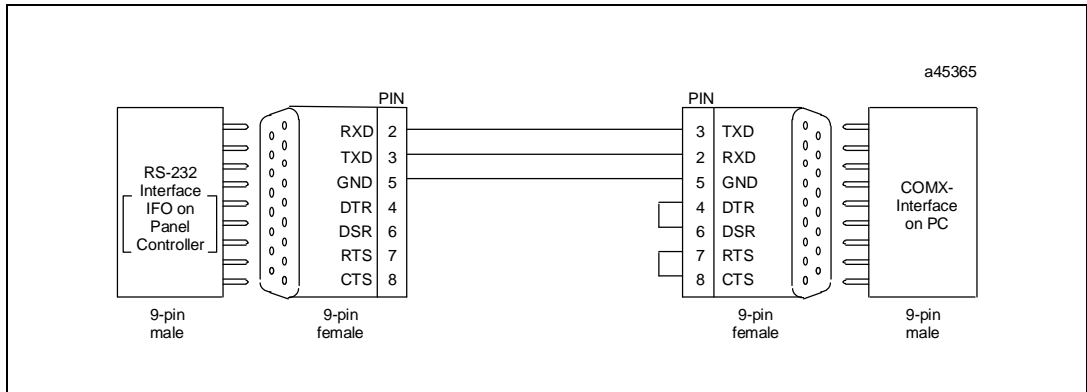 a45365
PIN
PIN
RXD 2
3 TXD
TXD 3
2 RXD
GND 5
5 GND
DTR 4
4 DTR
DSR 6
6 DSR
RTS 7
7 RTS
CTS 8
8 CTS
RS-232
Interface
IFO on
Panel
Controller
COMX-
Interface
on PC
9-pin
male
9-pin
female
9-pin
female
9-pin
male